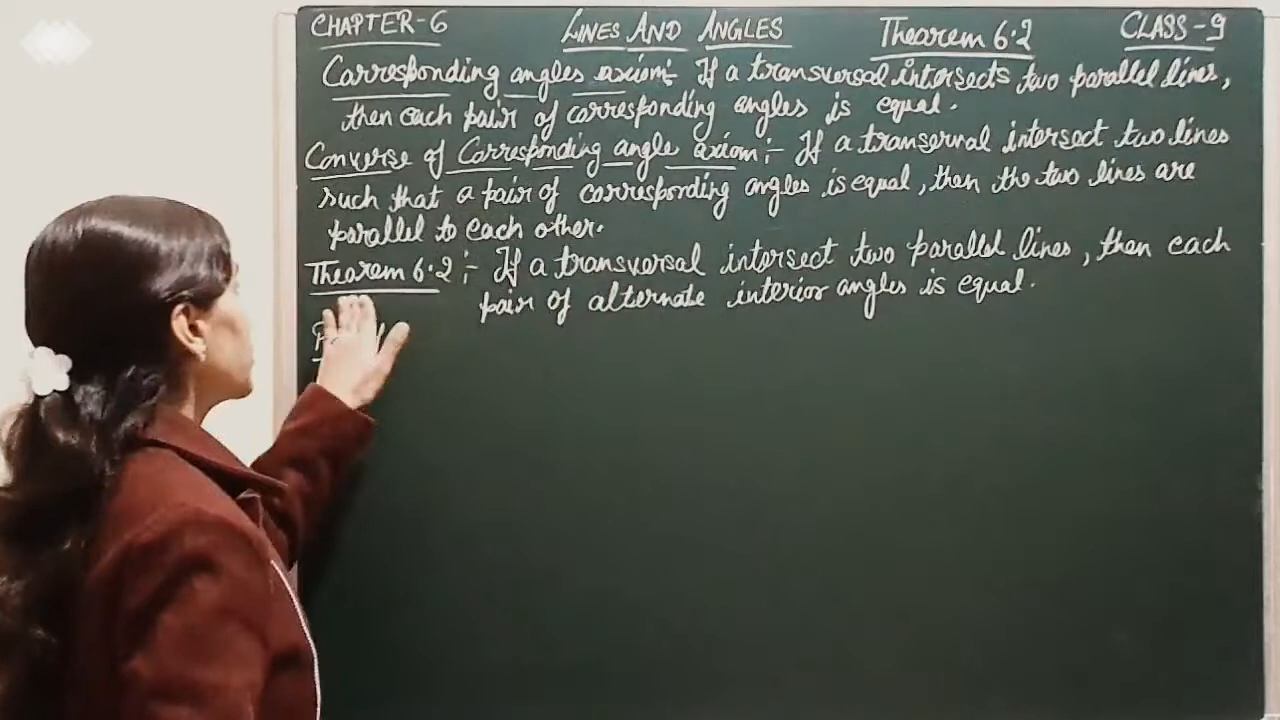 CHAPTER-6 LINES AND ANGLES Theorem 6.2 CLASS-9
Corresponding angles axiom:- If a transversal intersects two parallel lines,
then each pair of corresponding angles is equal.
Converse of Corresponding angle axiom:- If a transerval intersect two lines
such that a pair of corresponding angles is equal, then the two lines are
parallel to each other.
Theorem 6.2:- If a transversal intersect two parallel lines, then each
pair of alternate interior angles is equal.